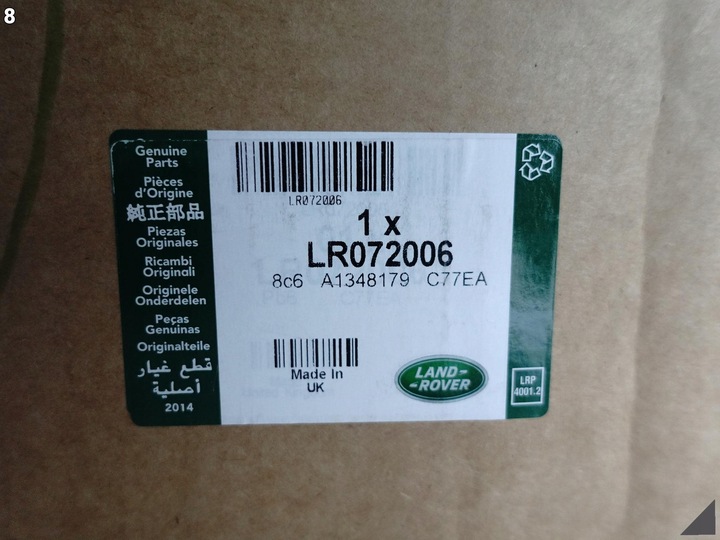 8
Genuine
Parts
Pièces
d'Origine
純正部品
Piezas
Originales
Ricambi
Originali
Originele
Onderdelen
Peças
Genuinas
Originalteile
قطع غيار
أصلية
2014
LR072006
1 x
LR072006
8c6 A1348179 C77EA
Made In
UK
LAND-
-ROVER
LRP
4001.2